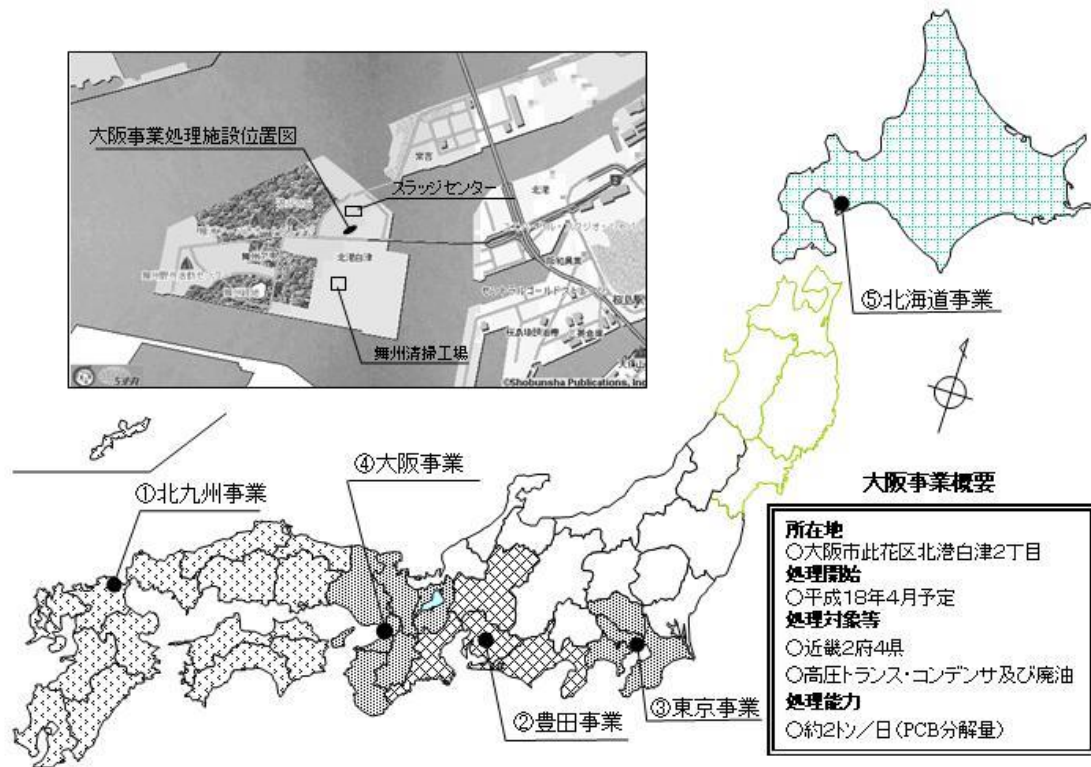 大阪事業処理施設位置図
スラッジセンター
常吉
北港
北港白津
舞洲清掃工場
©Shobunsha Publications, Inc
⑤北海道事業
④大阪事業
①北九州事業
②豊田事業
③東京事業
大阪事業概要
所在地
○大阪市此花区北港白津2丁目
処理開始
○平成18年4月予定
処理対象等
○近畿2府4県
○高圧トランス・コンデンサ及び廃油
処理能力
○約2トン/日(PCB分解量)